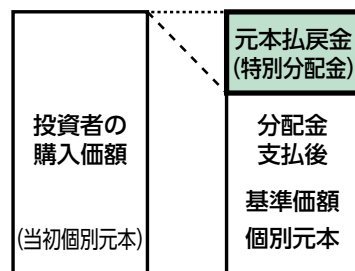 投資者の
購入価額
(当初個別元本)
元本払戻金
(特別分配金)
分配金
支払後
基準価額
個別元本